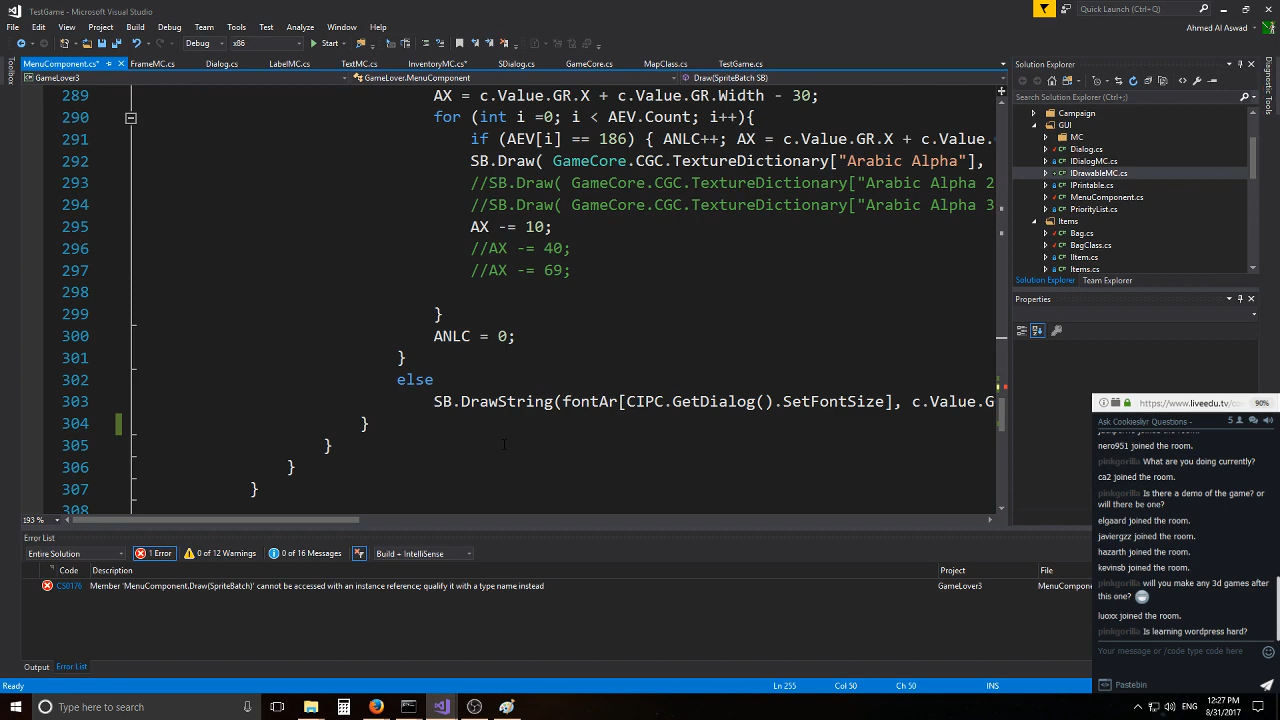 TestGame - Microsoft Visual Studio
Quick Launch (Ctrl+;)
File Edit View Project Build Debug Team Tools Test Analyze Window Help
Ahmed Al Aswad
Debug x86 Start
MenuComponent.cs* FrameMC.cs Dialog.cs LabelMC.cs TextMC.cs InventoryMC.cs* SDialog.cs GameCore.cs MapClass.cs TestGame.cs
GameLover3 GameLover.MenuComponent Draw(SpriteBatch SB)
Toolbox
289 AX = c.Value.GR.X + c.Value.GR.Width - 30;
290 for (int i =0; i < AEV.Count; i++){
291 if (AEV[i] == 186) { ANLC++; AX = c.Value.GR.X + c.Value.
292 SB.Draw( GameCore.CGC.TextureDictionary["Arabic Alpha"],
293 //SB.Draw( GameCore.CGC.TextureDictionary["Arabic Alpha 2
294 //SB.Draw( GameCore.CGC.TextureDictionary["Arabic Alpha 3
295 AX -= 10;
296 //AX -= 40;
297 //AX -= 69;
298
299 }
300 ANLC = 0;
301 }
302 else
303 SB.DrawString(fontAr[CIPC.GetDialog().SetFontSize], c.Value.G
304 }
305 }
306 }
307 }
308
193 %
Solution Explorer
Search Solution Explorer (Ctrl+;)
Campaign
GUI
MC
Dialog.cs
IDialogMC.cs
IDrawableMC.cs
IPrintable.cs
MenuComponent.cs
PriorityList.cs
Items
Bag.cs
BagClass.cs
IItem.cs
Items.cs
Solution Explorer Team Explorer
Properties
Diagnostic Tools
Error List
Entire Solution 1 Error 0 of 12 Warnings 0 of 16 Messages Build + IntelliSense
Code Description Project File
CS0176 Member 'MenuComponent.Draw(SpriteBatch)' cannot be accessed with an instance reference; qualify it with a type name instead GameLover3 MenuCompone
Output Error List
Ready Ln 255 Col 50 Ch 50 INS
https://www.liveedu.tv/co 90%
Ask Cookiesliyr Questions - 5
nero951 joined the room.
pinkgorilla What are you doing currently?
ca2 joined the room.
pinkgorilla Is there a demo of the game? or
will there be one?
elgaard joined the room.
javiergzz joined the room.
hazarth joined the room.
kevinsb joined the room.
pinkgorilla will you make any 3d games after
this one?
luoxx joined the room.
pinkgorilla Is learning wordpress hard?
Your message or /code type code here
Pastebin
Type here to search
ENG
12:27 PM
8/31/2017